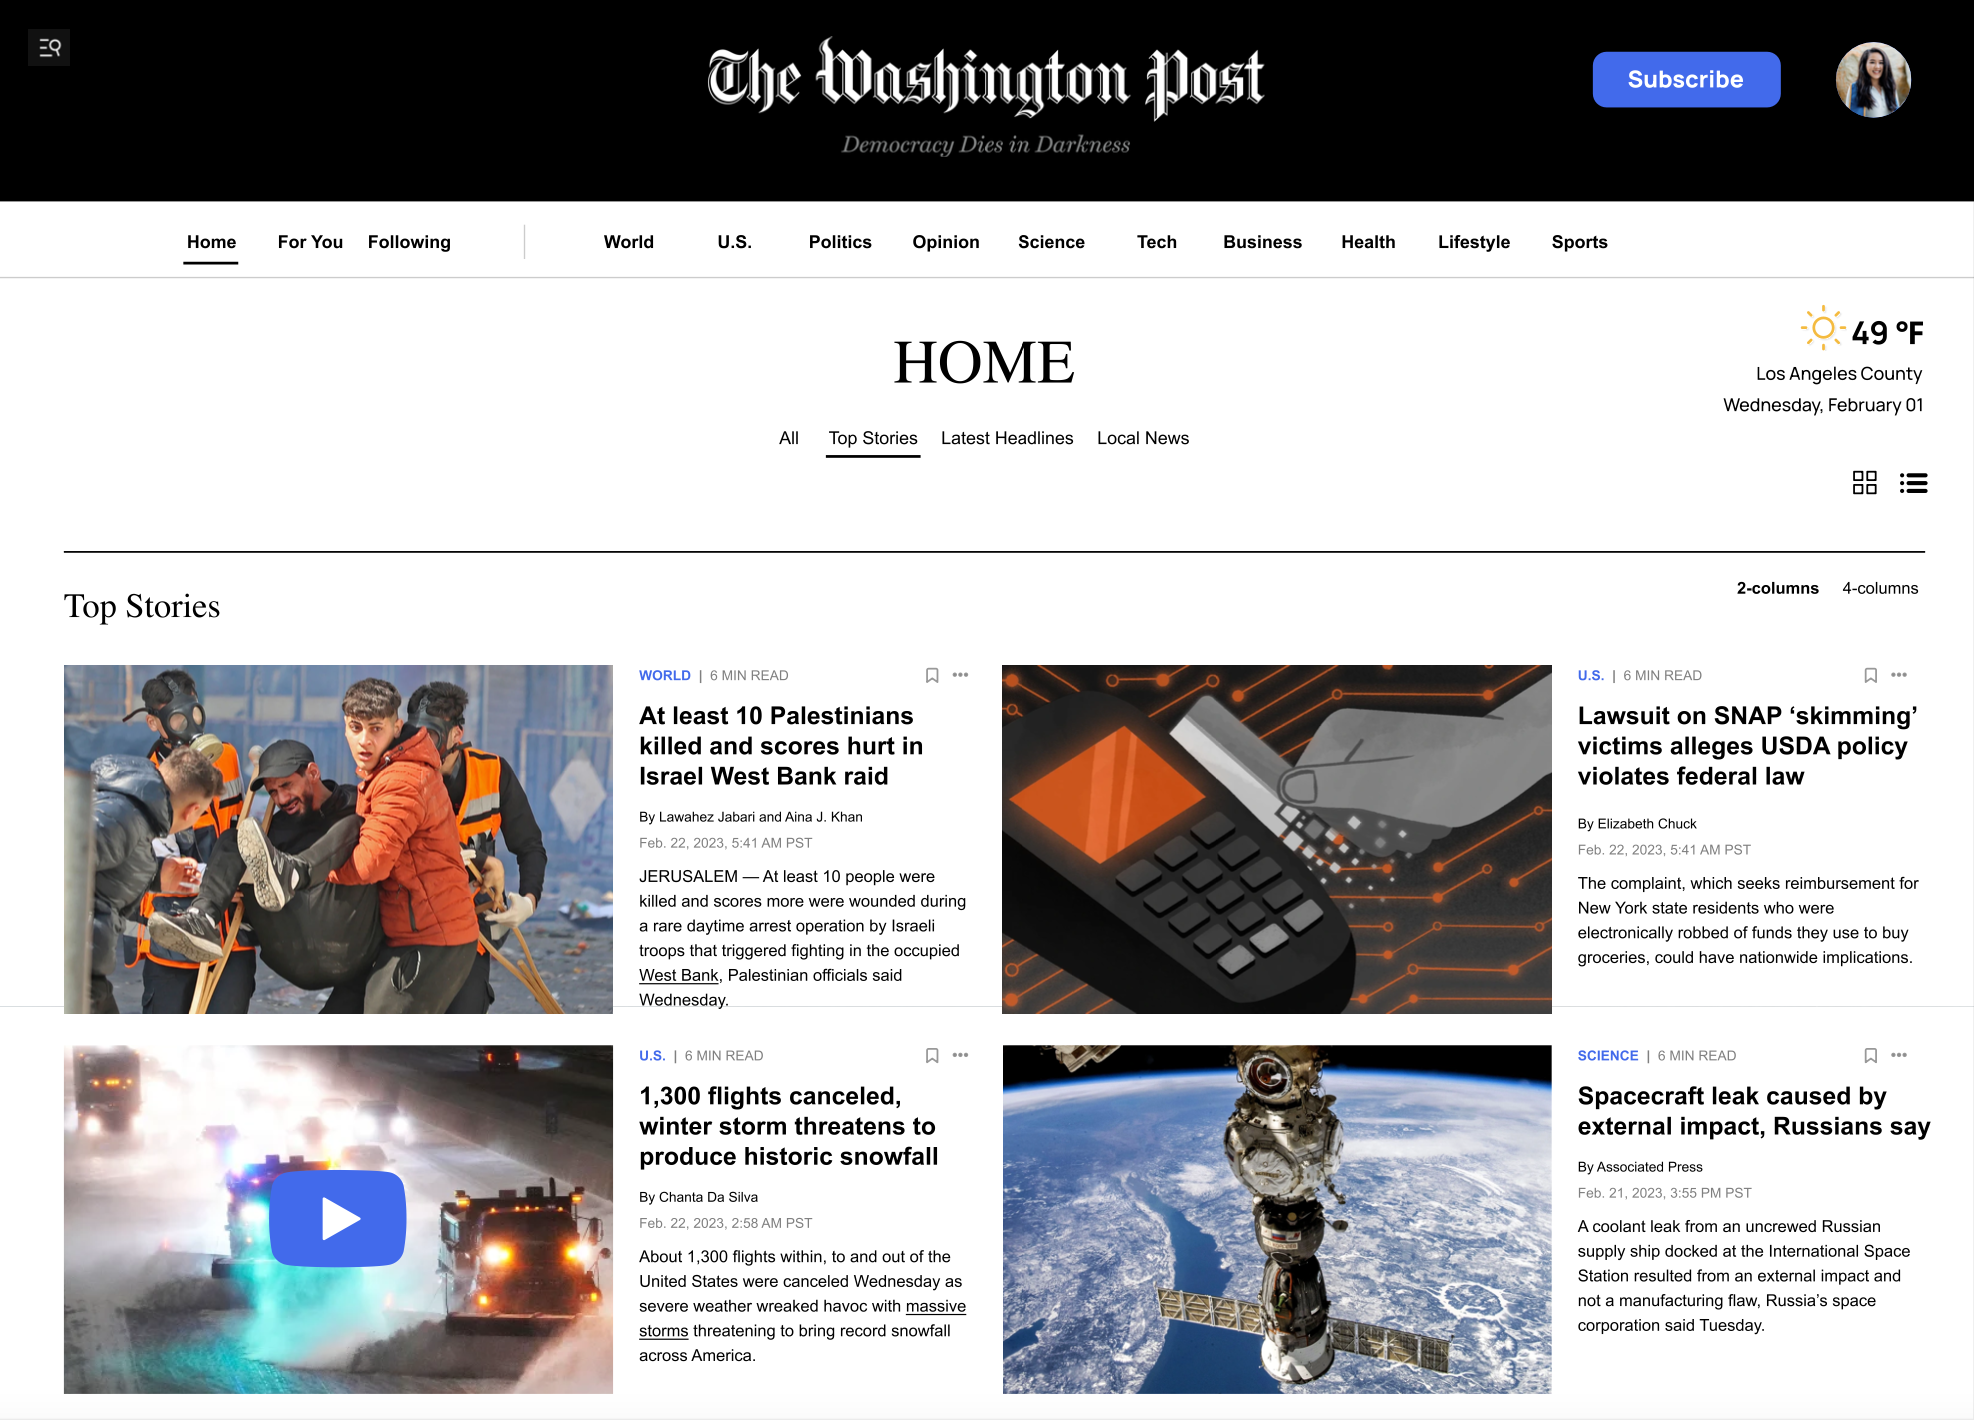 The Washington Post
Democracy Dies in Darkness
Subscribe
Home For You Following World U.S. Politics Opinion Science Tech Business Health Lifestyle Sports
49 °F
HOME
Los Angeles County
Wednesday, February 01
All Top Stories Latest Headlines Local News
Top Stories
2-columns 4-columns
WORLD | 6 MIN READ
At least 10 Palestinians
killed and scores hurt in
Israel West Bank raid
By Lawahez Jabari and Aina J. Khan
Feb. 22, 2023, 5:41 AM PST
JERUSALEM — At least 10 people were
killed and scores more were wounded during
a rare daytime arrest operation by Israeli
troops that triggered fighting in the occupied
West Bank, Palestinian officials said
Wednesday.
U.S. | 6 MIN READ
Lawsuit on SNAP ‘skimming’
victims alleges USDA policy
violates federal law
By Elizabeth Chuck
Feb. 22, 2023, 5:41 AM PST
The complaint, which seeks reimbursement for
New York state residents who were
electronically robbed of funds they use to buy
groceries, could have nationwide implications.
U.S. | 6 MIN READ
1,300 flights canceled,
winter storm threatens to
produce historic snowfall
By Chanta Da Silva
Feb. 22, 2023, 2:58 AM PST
About 1,300 flights within, to and out of the
United States were canceled Wednesday as
severe weather wreaked havoc with massive
storms threatening to bring record snowfall
across America.
SCIENCE | 6 MIN READ
Spacecraft leak caused by
external impact, Russians say
By Associated Press
Feb. 21, 2023, 3:55 PM PST
A coolant leak from an uncrewed Russian
supply ship docked at the International Space
Station resulted from an external impact and
not a manufacturing flaw, Russia’s space
corporation said Tuesday.